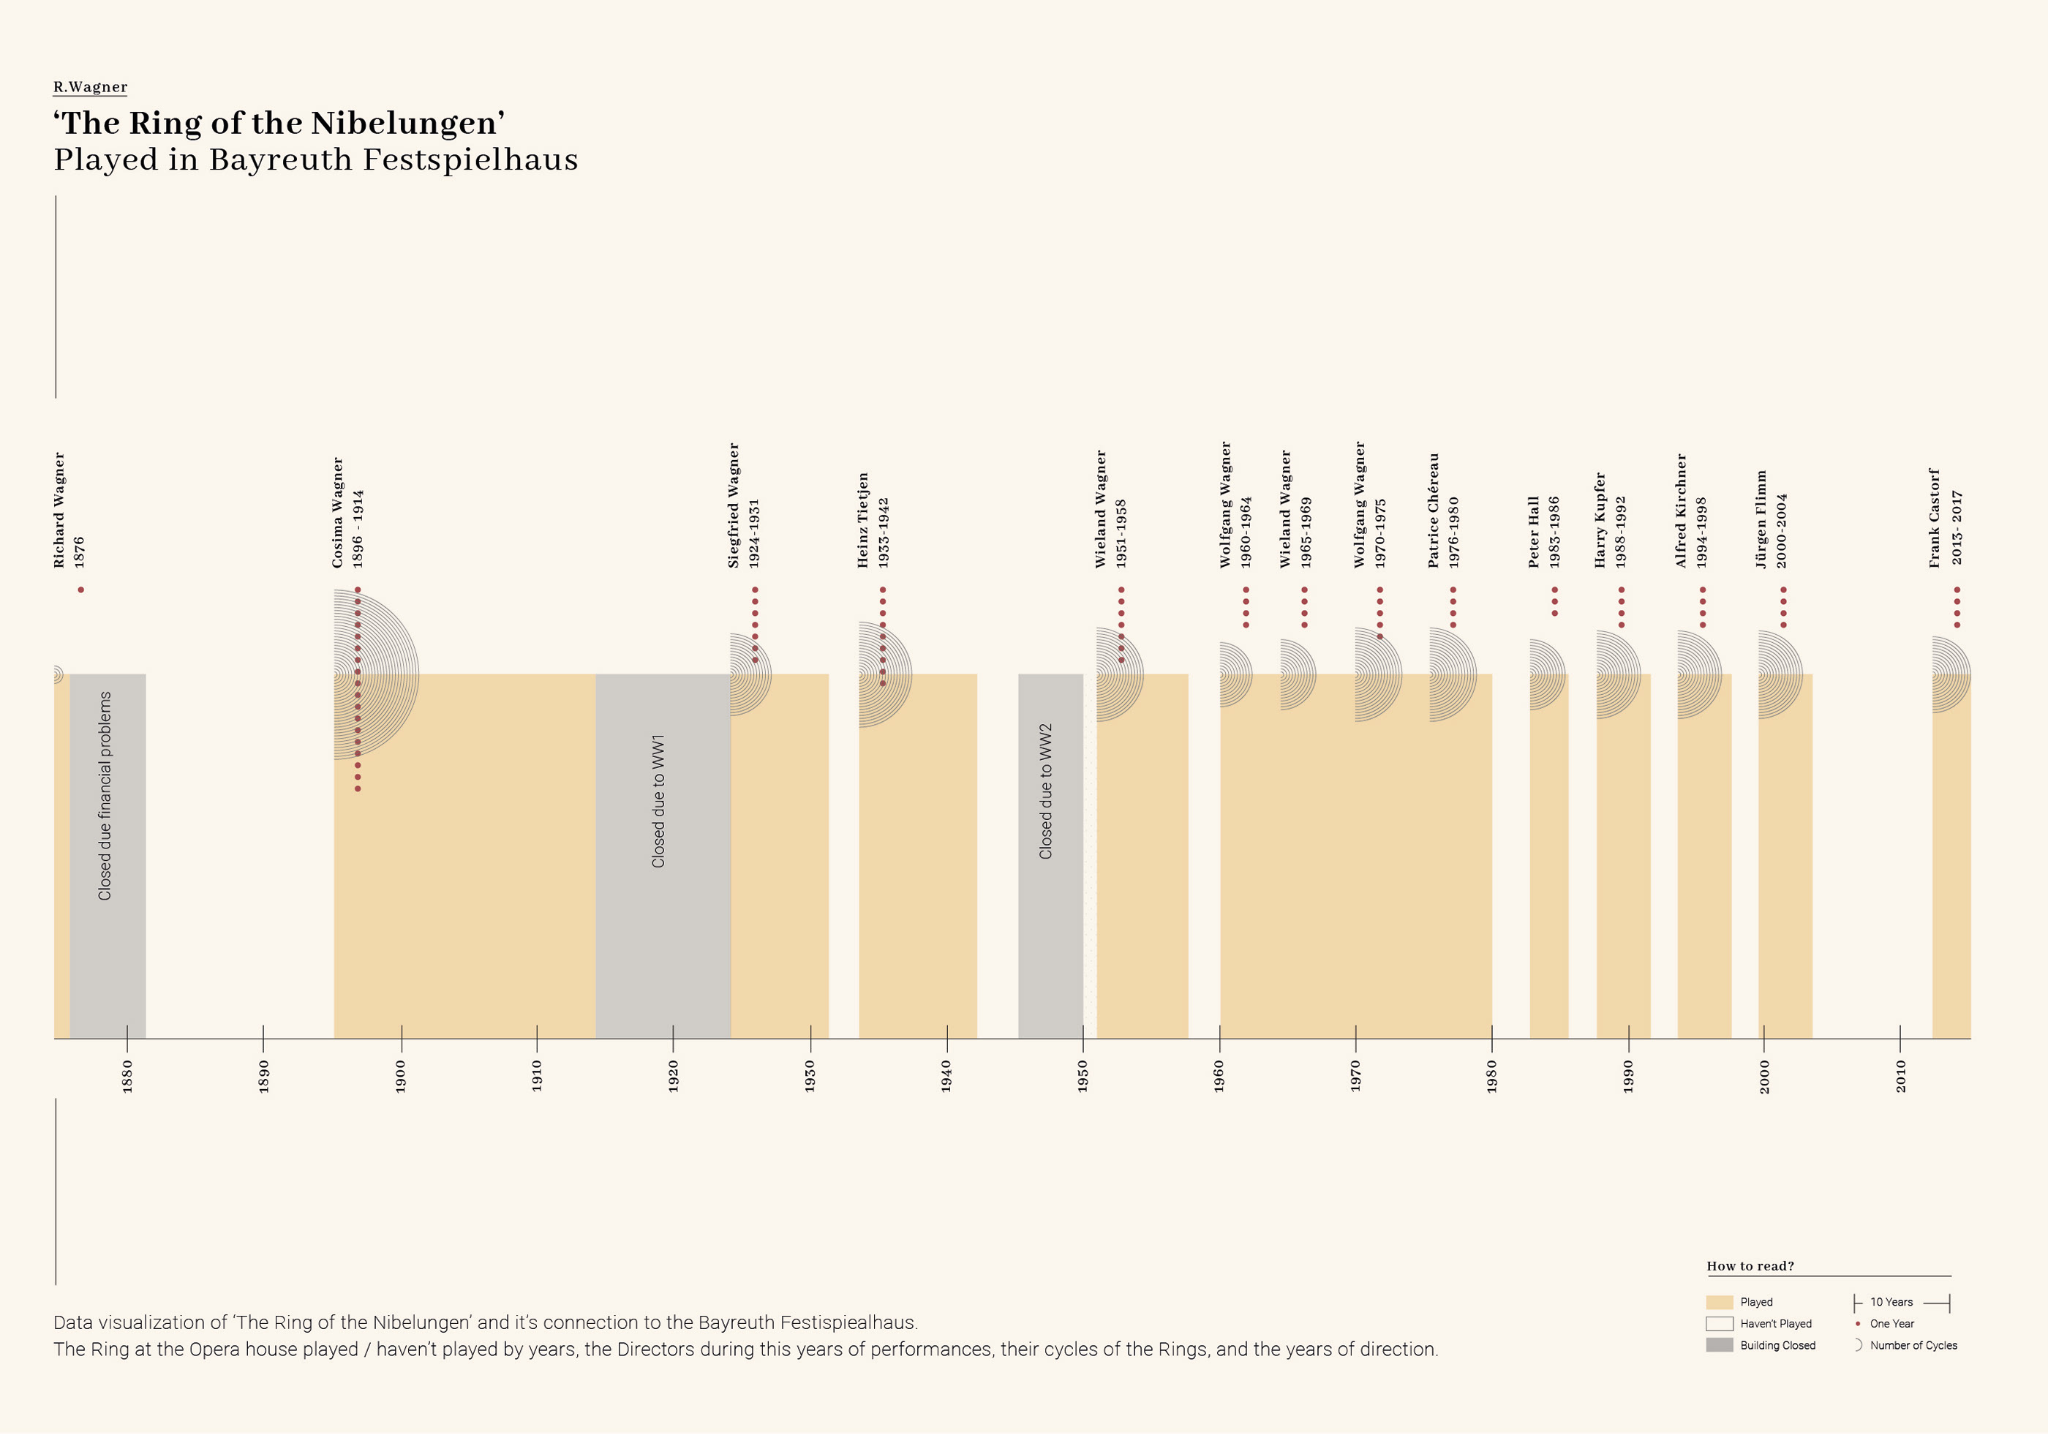 R.Wagner
‘The Ring of the Nibelungen’
Played in Bayreuth Festspielhaus
Richard Wagner
1876
Cosima Wagner
1896 - 1914
Siegfried Wagner
1924-1931
Heinz Tietjen
1933-1942
Wieland Wagner
1951-1958
Wolfgang Wagner
1960-1964
Wieland Wagner
1965-1969
Wolfgang Wagner
1970-1975
Patrice Chéreau
1976-1980
Peter Hall
1983-1986
Harry Kupfer
1988-1992
Alfred Kirchner
1994-1998
Jürgen Flimm
2000-2004
Frank Castorf
2013- 2017
Closed due financial problems
Closed due to WW1
Closed due to WW2
1880
1890
1900
1910
1920
1930
1940
1950
1960
1970
1980
1990
2000
2010
How to read?
Played
10 Years
Haven't Played
One Year
Building Closed
Number of Cycles
Data visualization of ‘The Ring of the Nibelungen’ and it's connection to the Bayreuth Festispiealhaus.
The Ring at the Opera house played / haven't played by years, the Directors during this years of performances, their cycles of the Rings, and the years of direction.